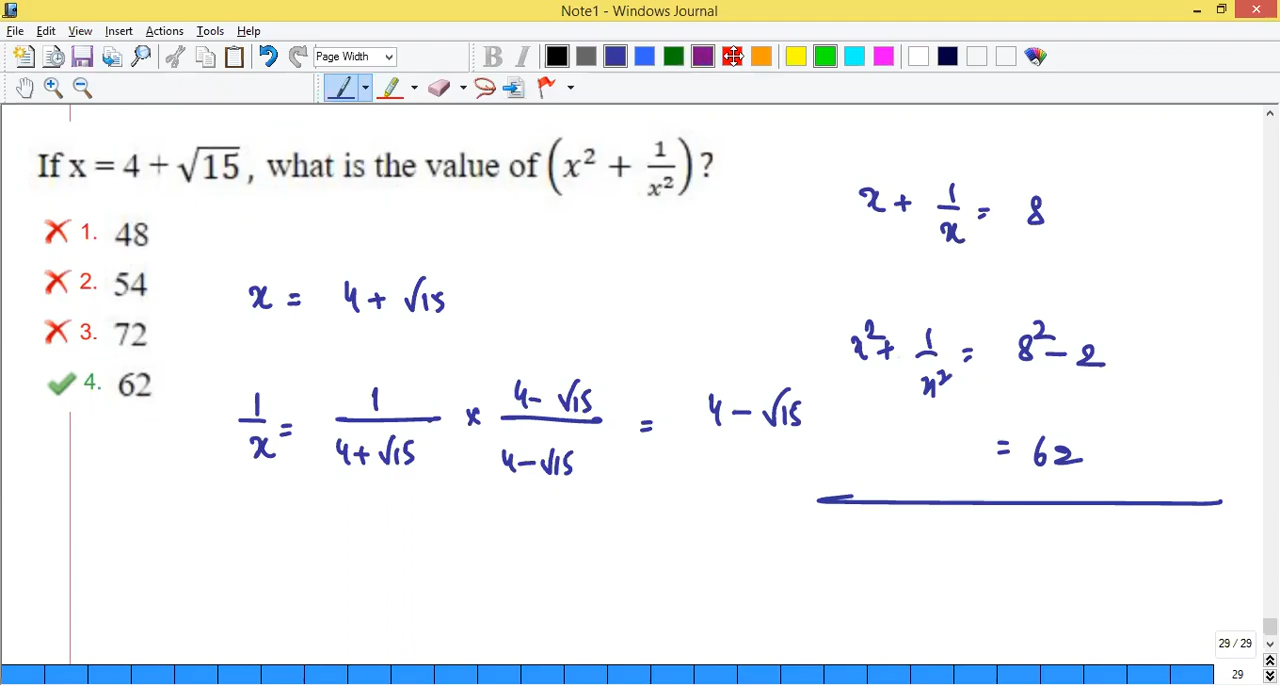 Note1 - Windows Journal
File Edit View Insert Actions Tools Help
B I
Page Width
If x = 4 + √15, what is the value of (x² + 1/x²)?
1. 48
2. 54
3. 72
4. 62
x = 4 + √15
1/x = 1/(4+√15) × (4-√15)/(4-√15) = 4 - √15
x + 1/x = 8
x² + 1/x² = 8² - 2
= 62
29 / 29
29